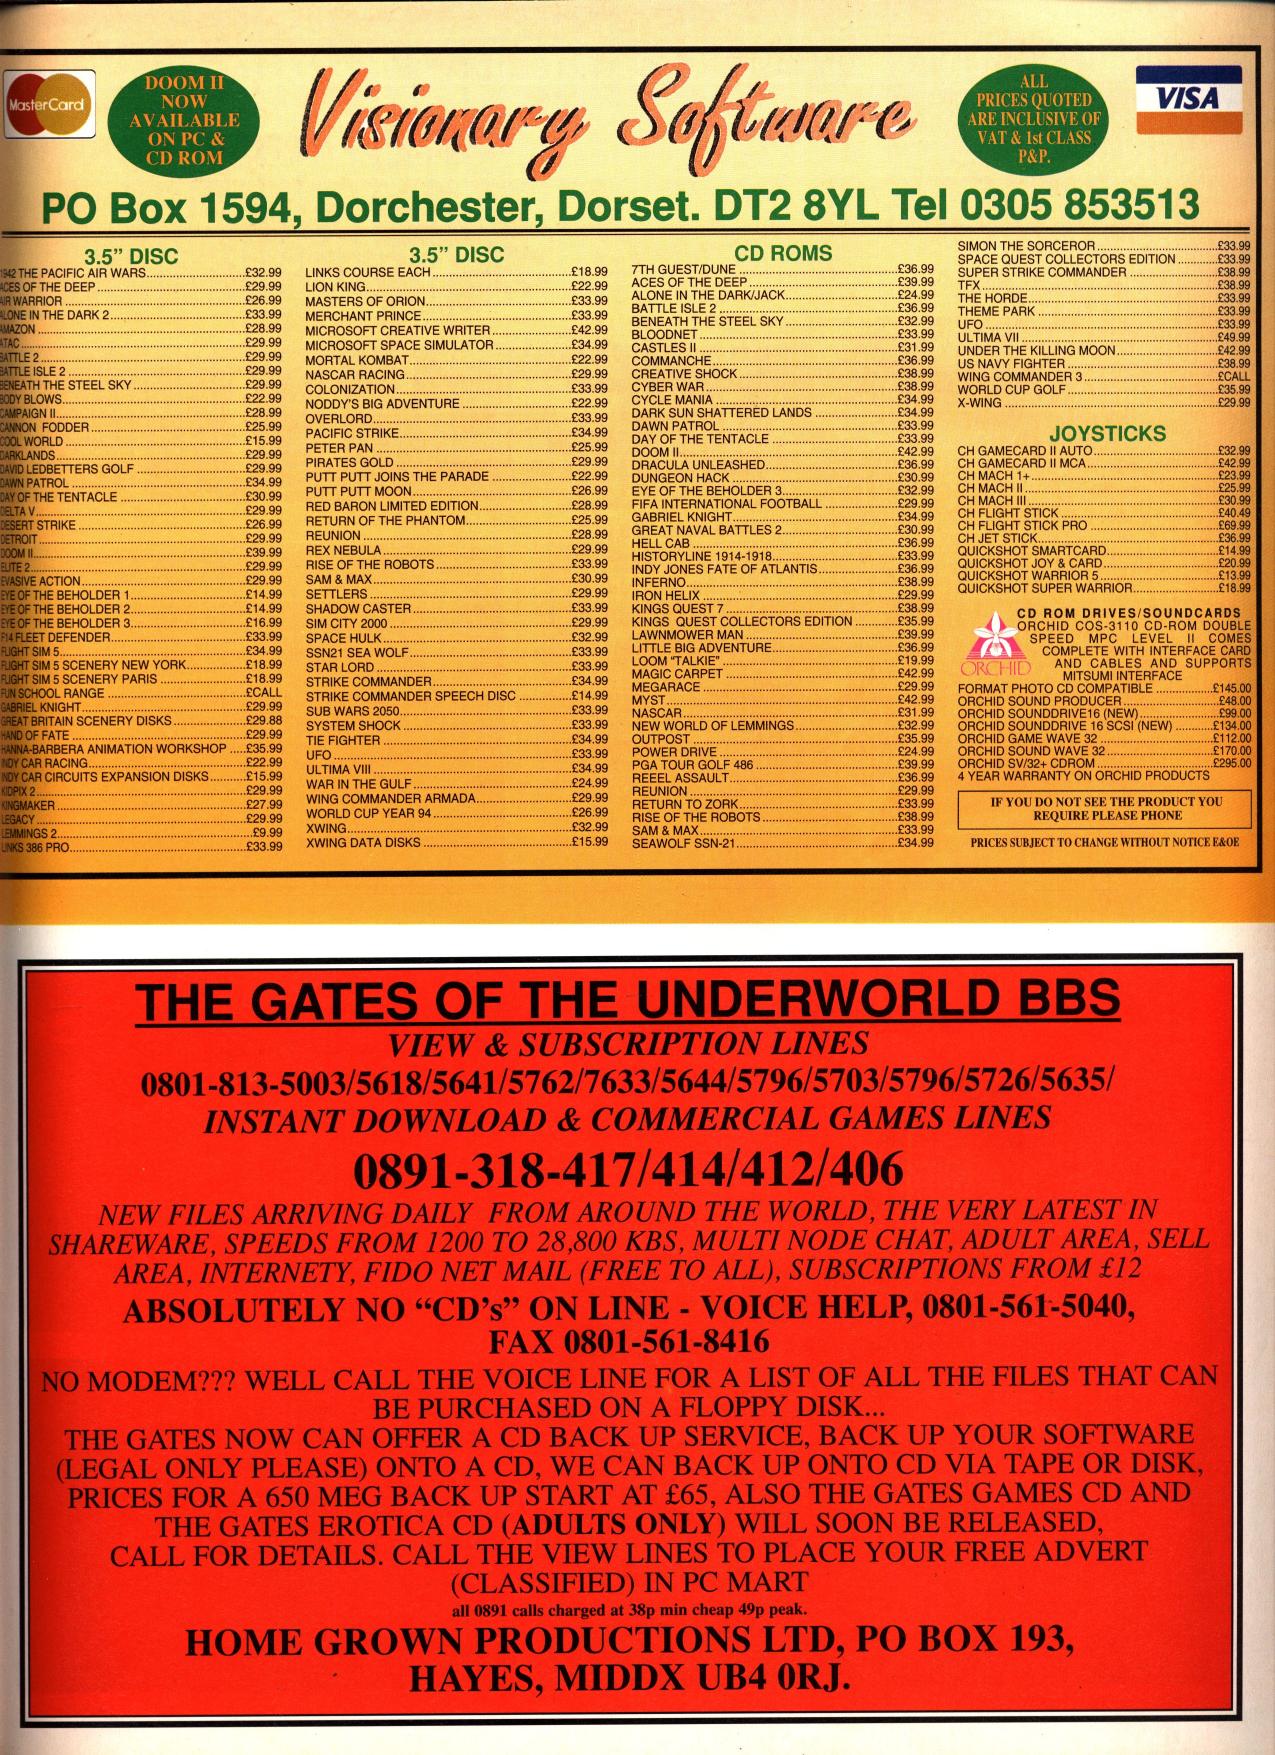 MasterCard
DOOM II
NOW
AVAILABLE
ON PC &
CD ROM
Visionary Software
ALL
PRICES QUOTED
ARE INCLUSIVE OF
VAT & 1st CLASS
P&P.
VISA
PO Box 1594, Dorchester, Dorset. DT2 8YL Tel 0305 853513
3.5” DISC
1942 THE PACIFIC AIR WARS £32.99
ACES OF THE DEEP £29.99
AIR WARRIOR £26.99
ALONE IN THE DARK 2 £33.99
AMAZON £28.99
ATAC £29.99
BATTLE 2 £29.99
BATTLE ISLE 2 £29.99
BENEATH THE STEEL SKY £29.99
BODY BLOWS £22.99
CAMPAIGN II £28.99
CANNON FODDER £25.99
COOL WORLD £15.99
DARKLANDS £29.99
DAVID LEDBETTERS GOLF £29.99
DAWN PATROL £34.99
DAY OF THE TENTACLE £30.99
DELTA V £29.99
DESERT STRIKE £26.99
DETROIT £29.99
DOOM II £39.99
ELITE 2 £29.99
EVASIVE ACTION £29.99
EYE OF THE BEHOLDER 1 £14.99
EYE OF THE BEHOLDER 2 £14.99
EYE OF THE BEHOLDER 3 £16.99
F14 FLEET DEFENDER £33.99
FLIGHT SIM 5 £34.99
FLIGHT SIM 5 SCENERY NEW YORK £18.99
FLIGHT SIM 5 SCENERY PARIS £18.99
FUN SCHOOL RANGE £CALL
GABRIEL KNIGHT £29.99
GREAT BRITAIN SCENERY DISKS £29.88
HAND OF FATE £29.99
HANNA-BARBERA ANIMATION WORKSHOP £35.99
INDY CAR RACING £22.99
INDY CAR CIRCUITS EXPANSION DISKS £15.99
KIDPIX 2 £29.99
KINGMAKER £27.99
LEGACY £29.99
LEMMINGS 2 £9.99
LINKS 386 PRO £33.99
3.5” DISC
LINKS COURSE EACH £18.99
LION KING £22.99
MASTERS OF ORION £33.99
MERCHANT PRINCE £33.99
MICROSOFT CREATIVE WRITER £42.99
MICROSOFT SPACE SIMULATOR £34.99
MORTAL KOMBAT £22.99
NASCAR RACING £29.99
COLONIZATION £33.99
NODDY'S BIG ADVENTURE £22.99
OVERLORD £33.99
PACIFIC STRIKE £34.99
PETER PAN £25.99
PIRATES GOLD £29.99
PUTT PUTT JOINS THE PARADE £22.99
PUTT PUTT MOON £26.99
RED BARON LIMITED EDITION £28.99
RETURN OF THE PHANTOM £25.99
REUNION £28.99
REX NEBULA £29.99
RISE OF THE ROBOTS £33.99
SAM & MAX £30.99
SETTLERS £29.99
SHADOW CASTER £33.99
SIM CITY 2000 £29.99
SPACE HULK £32.99
SSN21 SEA WOLF £33.99
STAR LORD £33.99
STRIKE COMMANDER £34.99
STRIKE COMMANDER SPEECH DISC £14.99
SUB WARS 2050 £33.99
SYSTEM SHOCK £33.99
TIE FIGHTER £34.99
UFO £33.99
ULTIMA VIII £34.99
WAR IN THE GULF £24.99
WING COMMANDER ARMADA £29.99
WORLD CUP YEAR 94 £26.99
XWING £32.99
XWING DATA DISKS £15.99
CD ROMS
7TH GUEST/DUNE £36.99
ACES OF THE DEEP £39.99
ALONE IN THE DARK/JACK £24.99
BATTLE ISLE 2 £36.99
BENEATH THE STEEL SKY £32.99
BLOODNET £33.99
CASTLES II £31.99
COMMANCHE £36.99
CREATIVE SHOCK £38.99
CYBER WAR £38.99
CYCLE MANIA £34.99
DARK SUN SHATTERED LANDS £34.99
DAWN PATROL £33.99
DAY OF THE TENTACLE £33.99
DOOM II £42.99
DRACULA UNLEASHED £36.99
DUNGEON HACK £30.99
EYE OF THE BEHOLDER 3 £32.99
FIFA INTERNATIONAL FOOTBALL £29.99
GABRIEL KNIGHT £34.99
GREAT NAVAL BATTLES 2 £30.99
HELL CAB £36.99
HISTORYLINE 1914-1918 £33.99
INDY JONES FATE OF ATLANTIS £36.99
INFERNO £38.99
IRON HELIX £29.99
KINGS QUEST 7 £38.99
KINGS QUEST COLLECTORS EDITION £35.99
LAWNMOWER MAN £39.99
LITTLE BIG ADVENTURE £36.99
LOOM “TALKIE” £19.99
MAGIC CARPET £42.99
MEGARACE £29.99
MYST £42.99
NASCAR £31.99
NEW WORLD OF LEMMINGS £32.99
OUTPOST £35.99
POWER DRIVE £24.99
PGA TOUR GOLF 486 £39.99
REEEL ASSAULT £36.99
REUNION £29.99
RETURN TO ZORK £33.99
RISE OF THE ROBOTS £38.99
SAM & MAX £33.99
SEAWOLF SSN-21 £34.99
SIMON THE SORCEROR £33.99
SPACE QUEST COLLECTORS EDITION £33.99
SUPER STRIKE COMMANDER £38.99
TFX £38.99
THE HORDE £33.99
THEME PARK £33.99
UFO £33.99
ULTIMA VII £49.99
UNDER THE KILLING MOON £42.99
US NAVY FIGHTER £38.99
WING COMMANDER 3 £CALL
WORLD CUP GOLF £35.99
X-WING £29.99
JOYSTICKS
CH GAMECARD II AUTO £32.99
CH GAMECARD II MCA £42.99
CH MACH 1+ £23.99
CH MACH II £25.99
CH MACH III £30.99
CH FLIGHT STICK £40.49
CH FLIGHT STICK PRO £69.99
CH JET STICK £36.99
QUICKSHOT SMARTCARD £14.99
QUICKSHOT JOY & CARD £20.99
QUICKSHOT WARRIOR 5 £13.99
QUICKSHOT SUPER WARRIOR £18.99
ORCHID
CD ROM DRIVES/SOUNDCARDS
ORCHID COS-3110 CD-ROM DOUBLE
SPEED MPC LEVEL II COMES
COMPLETE WITH INTERFACE CARD
AND CABLES AND SUPPORTS
MITSUMI INTERFACE
FORMAT PHOTO CD COMPATIBLE £145.00
ORCHID SOUND PRODUCER £48.00
ORCHID SOUNDDRIVE16 (NEW) £99.00
ORCHID SOUNDDRIVE 16 SCSI (NEW) £134.00
ORCHID GAME WAVE 32 £112.00
ORCHID SOUND WAVE 32 £170.00
ORCHID SV/32+ CDROM £295.00
4 YEAR WARRANTY ON ORCHID PRODUCTS
IF YOU DO NOT SEE THE PRODUCT YOU
REQUIRE PLEASE PHONE
PRICES SUBJECT TO CHANGE WITHOUT NOTICE E&OE
THE GATES OF THE UNDERWORLD BBS
VIEW & SUBSCRIPTION LINES
0801-813-5003/5618/5641/5762/7633/5644/5796/5703/5796/5726/5635/
INSTANT DOWNLOAD & COMMERCIAL GAMES LINES
0891-318-417/414/412/406
NEW FILES ARRIVING DAILY FROM AROUND THE WORLD, THE VERY LATEST IN
SHAREWARE, SPEEDS FROM 1200 TO 28,800 KBS, MULTI NODE CHAT, ADULT AREA, SELL
AREA, INTERNETY, FIDO NET MAIL (FREE TO ALL), SUBSCRIPTIONS FROM £12
ABSOLUTELY NO “CD's” ON LINE - VOICE HELP, 0801-561-5040,
FAX 0801-561-8416
NO MODEM??? WELL CALL THE VOICE LINE FOR A LIST OF ALL THE FILES THAT CAN
BE PURCHASED ON A FLOPPY DISK...
THE GATES NOW CAN OFFER A CD BACK UP SERVICE, BACK UP YOUR SOFTWARE
(LEGAL ONLY PLEASE) ONTO A CD, WE CAN BACK UP ONTO CD VIA TAPE OR DISK,
PRICES FOR A 650 MEG BACK UP START AT £65, ALSO THE GATES GAMES CD AND
THE GATES EROTICA CD (ADULTS ONLY) WILL SOON BE RELEASED,
CALL FOR DETAILS. CALL THE VIEW LINES TO PLACE YOUR FREE ADVERT
(CLASSIFIED) IN PC MART
all 0891 calls charged at 38p min cheap 49p peak.
HOME GROWN PRODUCTIONS LTD, PO BOX 193,
HAYES, MIDDX UB4 0RJ.